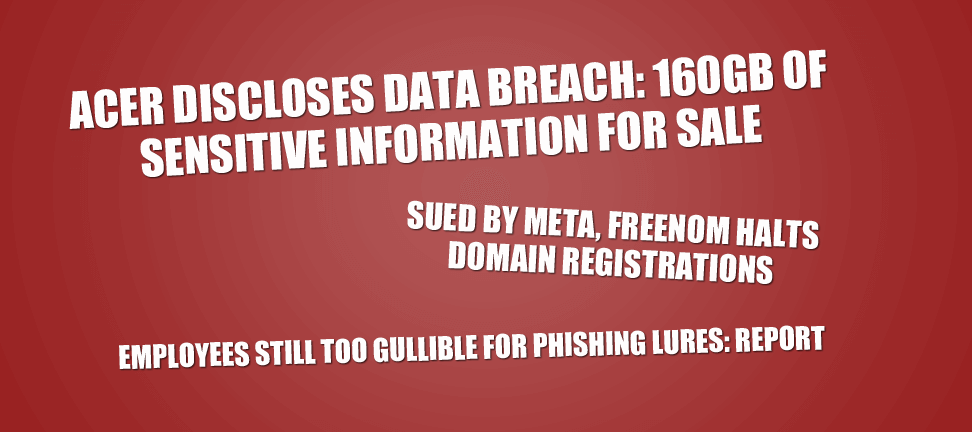 ACER DISCLOSES DATA BREACH: 160GB OF
SENSITIVE INFORMATION FOR SALE
SUED BY META, FREENOM HALTS
DOMAIN REGISTRATIONS
EMPLOYEES STILL TOO GULLIBLE FOR PHISHING LURES: REPORT